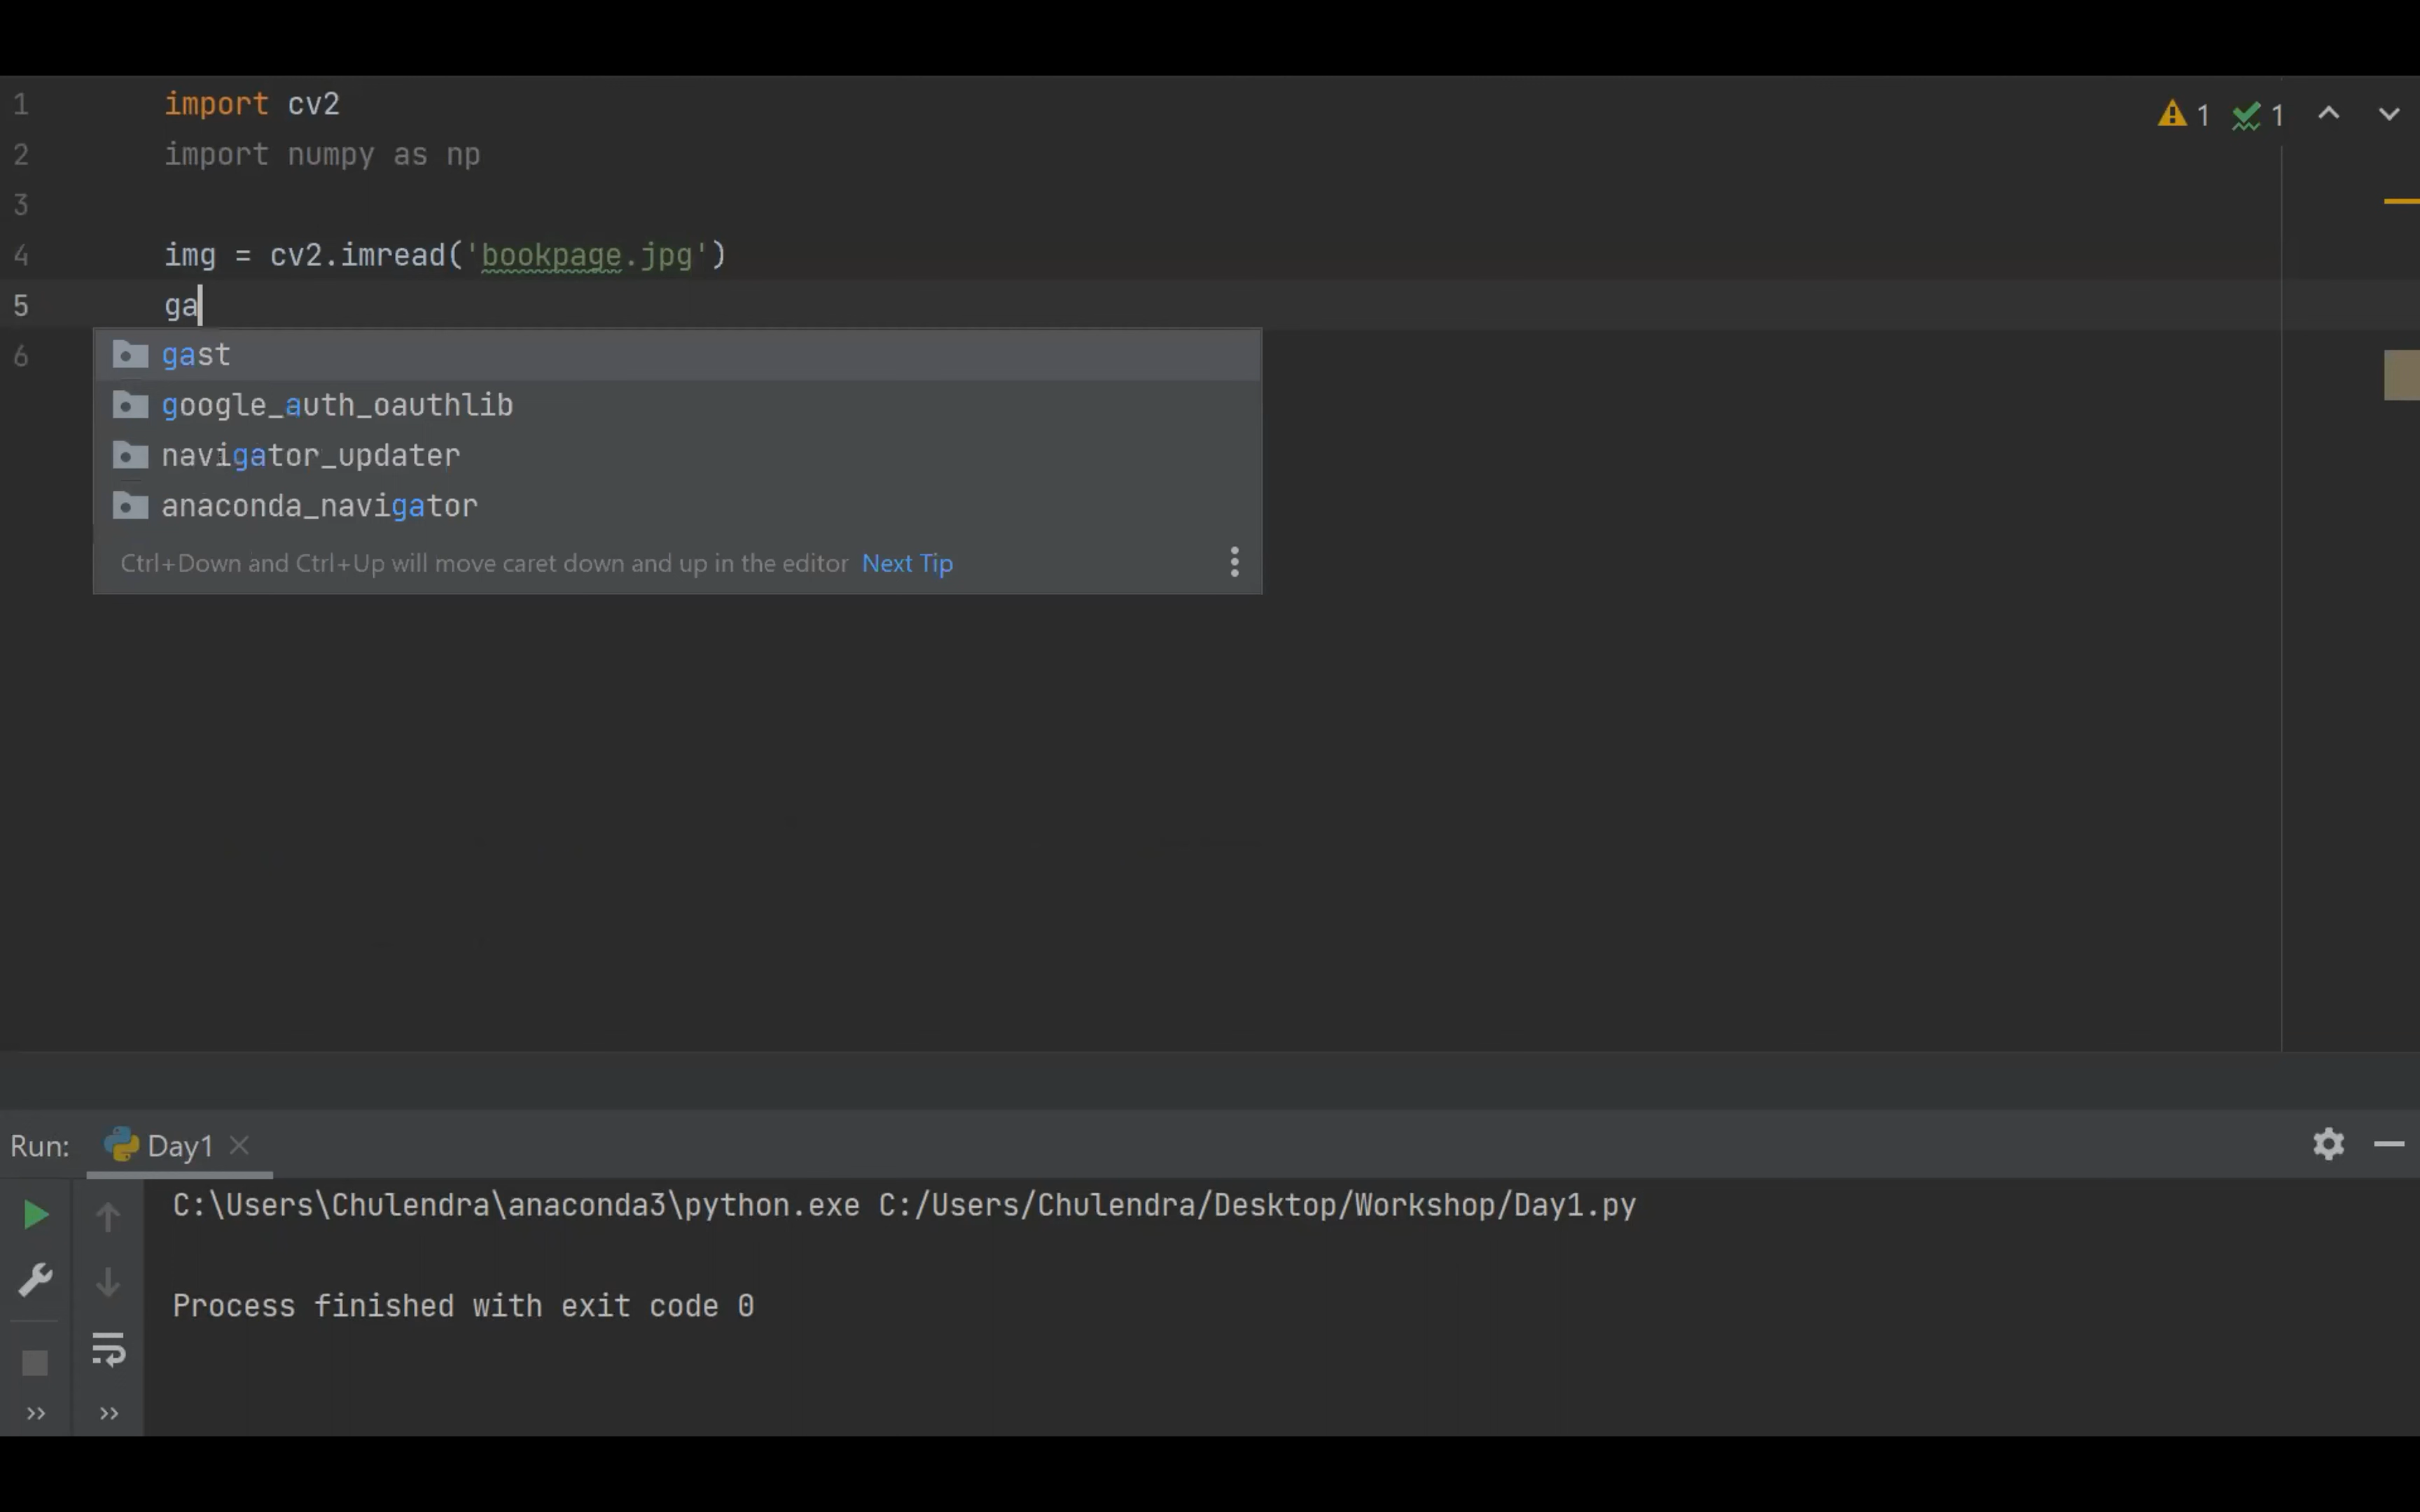 1 import cv2
2 import numpy as np
3
4 img = cv2.imread('bookpage.jpg')
5 ga
6
gast
google_auth_oauthlib
navigator_updater
anaconda_navigator
Ctrl+Down and Ctrl+Up will move caret down and up in the editor Next Tip
1 1
Run: Day1
C:\Users\Chulendra\anaconda3\python.exe C:/Users/Chulendra/Desktop/Workshop/Day1.py
Process finished with exit code 0